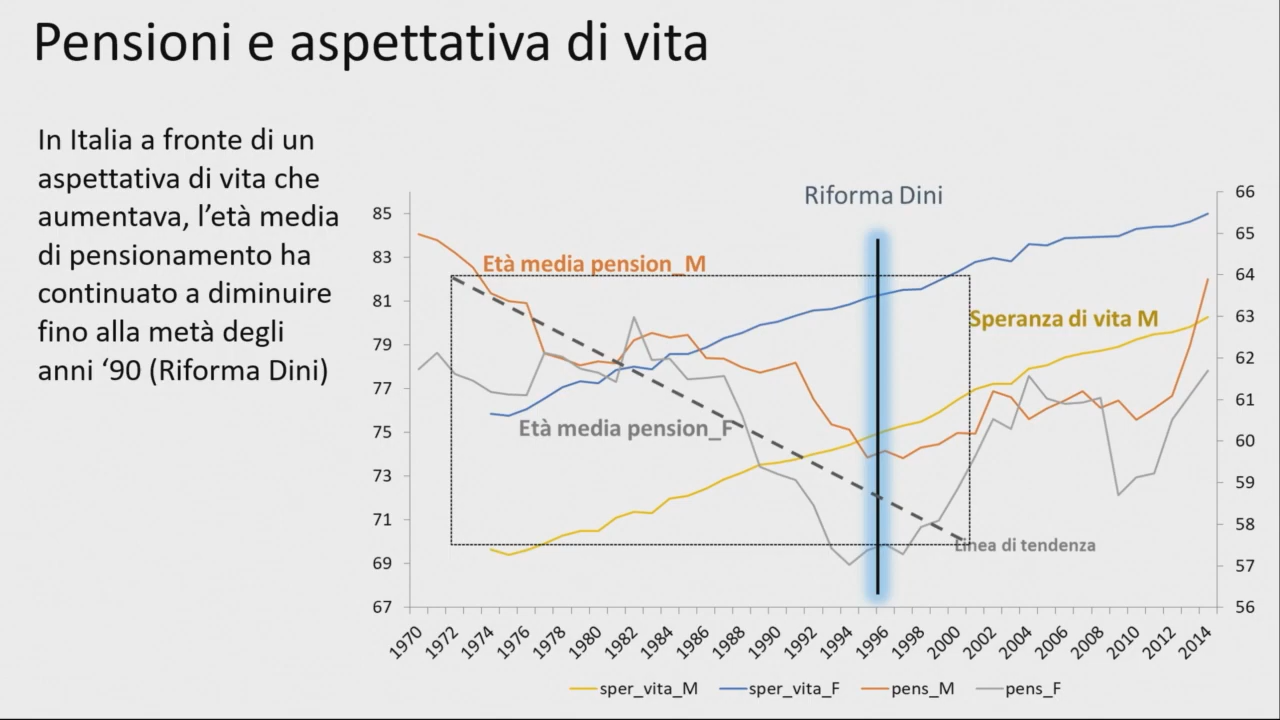 Pensioni e aspettativa di vita
In Italia a fronte di un
aspettativa di vita che
aumentava, l'età media
di pensionamento ha
continuato a diminuire
fino alla metà degli
anni ‘90 (Riforma Dini)
Riforma Dini
85
83
81
79
77
75
73
71
69
67
66
65
64
63
62
61
60
59
58
57
56
Età media pension_M
Speranza di vita M
Età media pension_F
Linea di tendenza
1970 1972 1974 1976 1978 1980 1982 1984 1986 1988 1990 1992 1994 1996 1998 2000 2002 2004 2006 2008 2010 2012 2014
sper_vita_M sper_vita_F pens_M pens_F